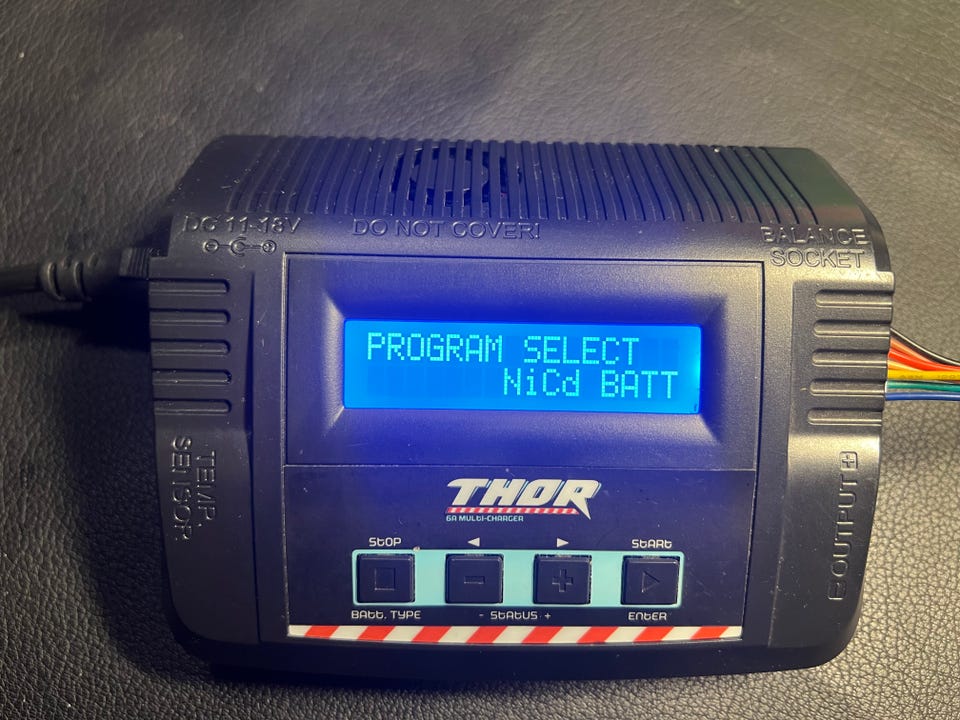 DC 11-18V
DO NOT COVER!
BALANCE
SOCKET
PROGRAM SELECT
NiCd BATT
TEMP.
SENSOR
THOR
6A MULTI-CHARGER
OUTPUT
STOP
START
BATT. TYPE
- STATUS +
ENTER